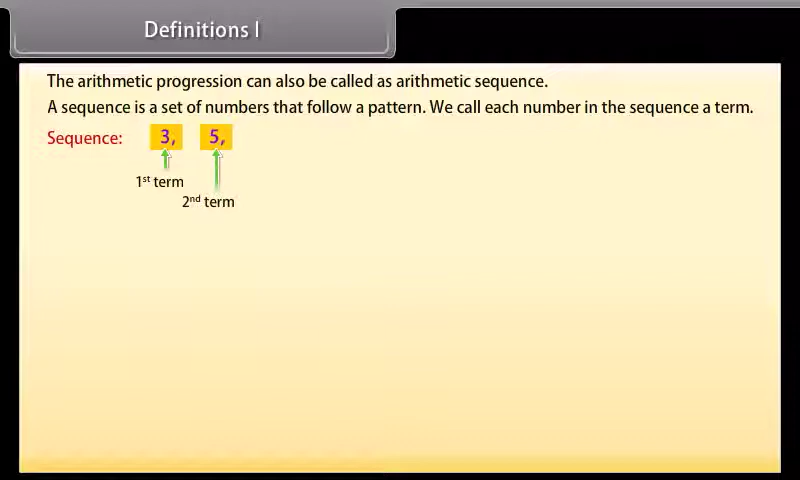 Definitions I
The arithmetic progression can also be called as arithmetic sequence.
A sequence is a set of numbers that follow a pattern. We call each number in the sequence a term.
Sequence: 3, 5,
1st term
2nd term